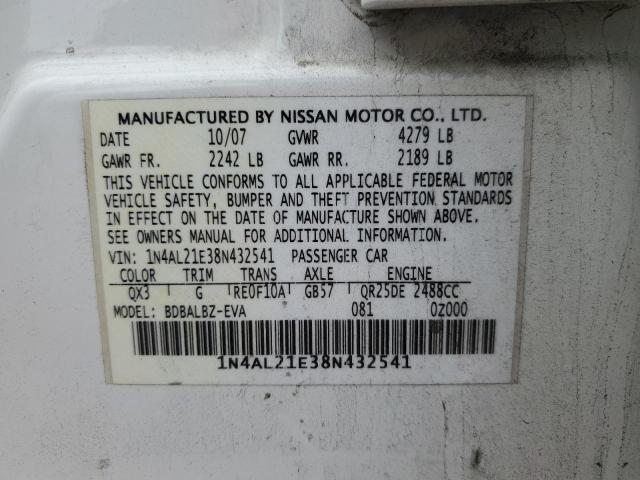 MANUFACTURED BY NISSAN MOTOR CO., LTD.
DATE 10/07 GVWR 4279 LB
GAWR FR. 2242 LB GAWR RR. 2189 LB
THIS VEHICLE CONFORMS TO ALL APPLICABLE FEDERAL MOTOR
VEHICLE SAFETY, BUMPER AND THEFT PREVENTION STANDARDS
IN EFFECT ON THE DATE OF MANUFACTURE SHOWN ABOVE.
SEE OWNERS MANUAL FOR ADDITIONAL INFORMATION.
VIN: 1N4AL21E38N432541 PASSENGER CAR
COLOR TRIM TRANS AXLE ENGINE
QX3 G RE0F10A GB57 QR25DE 2488CC
MODEL: BDBALBZ-EVA 081 0Z000
1N4AL21E38N432541